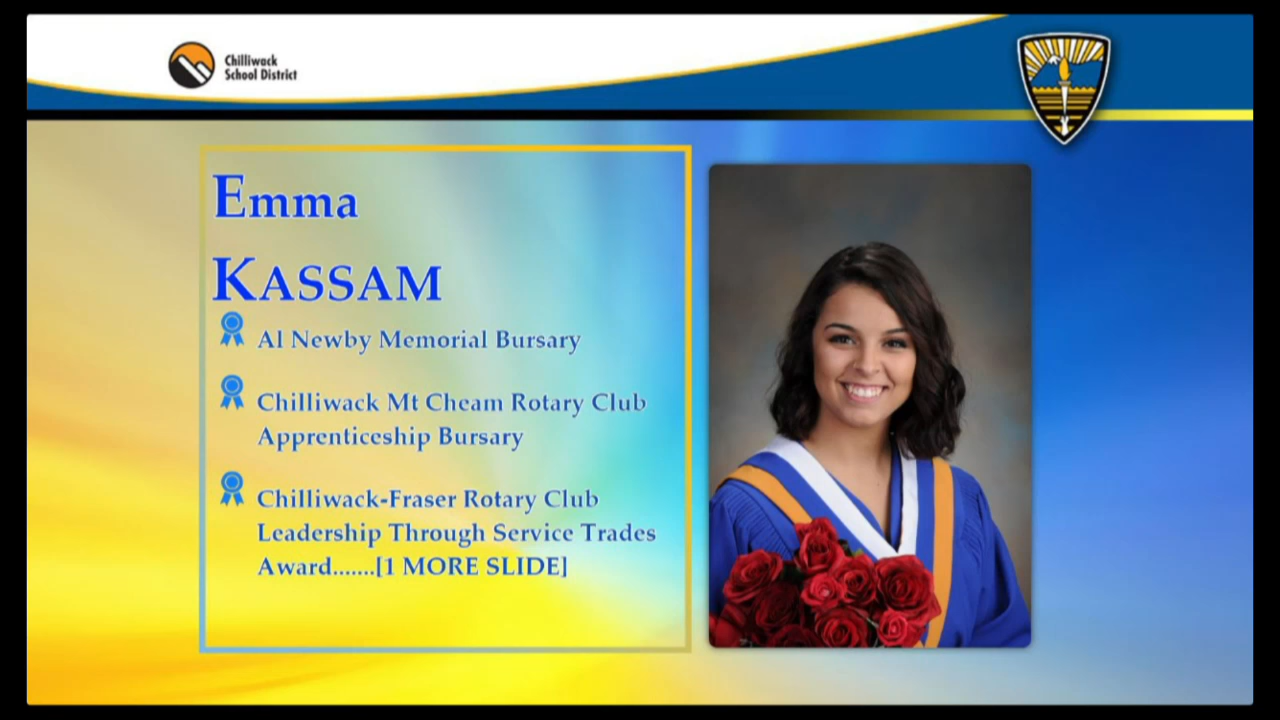 Chilliwack
School District
Emma
KASSAM
Al Newby Memorial Bursary
Chilliwack Mt Cheam Rotary Club
Apprenticeship Bursary
Chilliwack-Fraser Rotary Club
Leadership Through Service Trades
Award.......[1 MORE SLIDE]